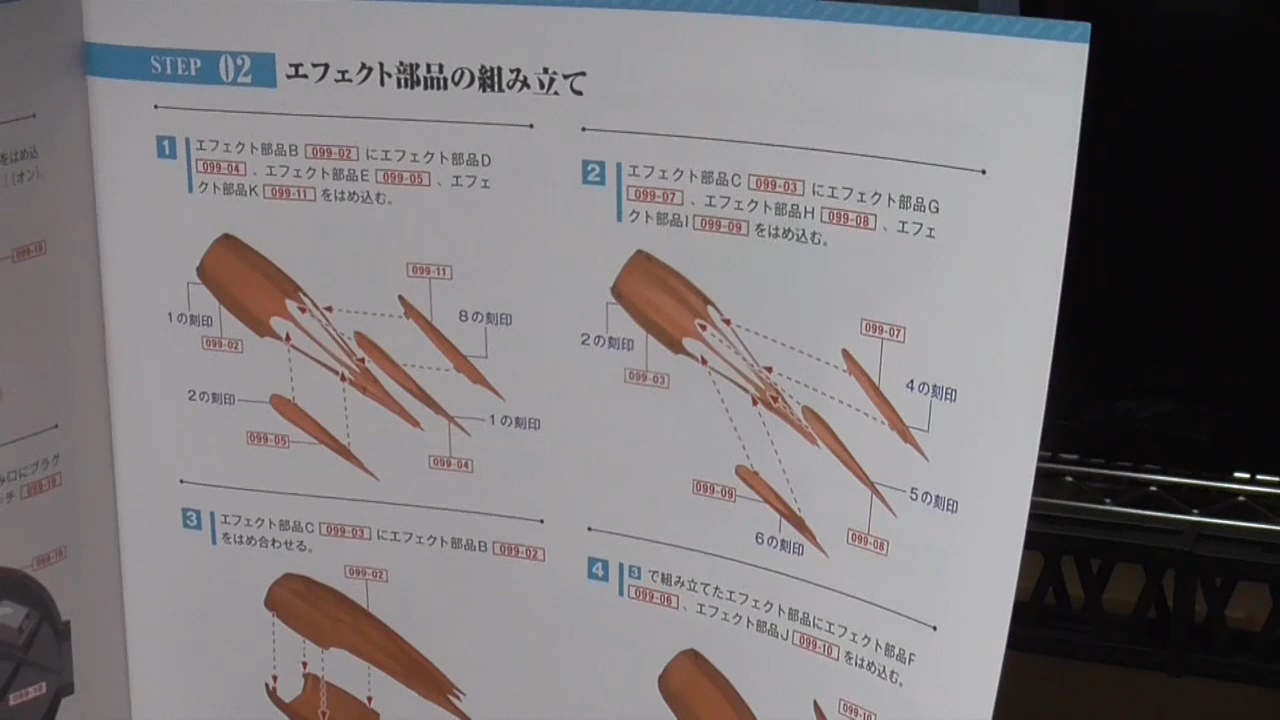 STEP 02 エフェクト部品の組み立て
1
エフェクト部品B 099-02 にエフェクト部品D
099-04 、エフェクト部品E 099-05 、エフェ
クト部品K 099-11 をはめ込む。
099-11
8の刻印
1の刻印
099-02
2の刻印
099-05
1の刻印
099-04
2
エフェクト部品C 099-03 にエフェクト部品G
099-07 、エフェクト部品H 099-08 、エフェ
クト部品I 099-09 をはめ込む。
099-07
4の刻印
2の刻印
099-03
099-09
5の刻印
6の刻印
099-08
3
エフェクト部品C 099-03 にエフェクト部品B 099-02
をはめ合わせる。
099-02
4
3 で組み立てたエフェクト部品にエフェクト部品F
099-06 、エフェクト部品J 099-10 をはめ込む。
099-10
をはめ込
(オン)。